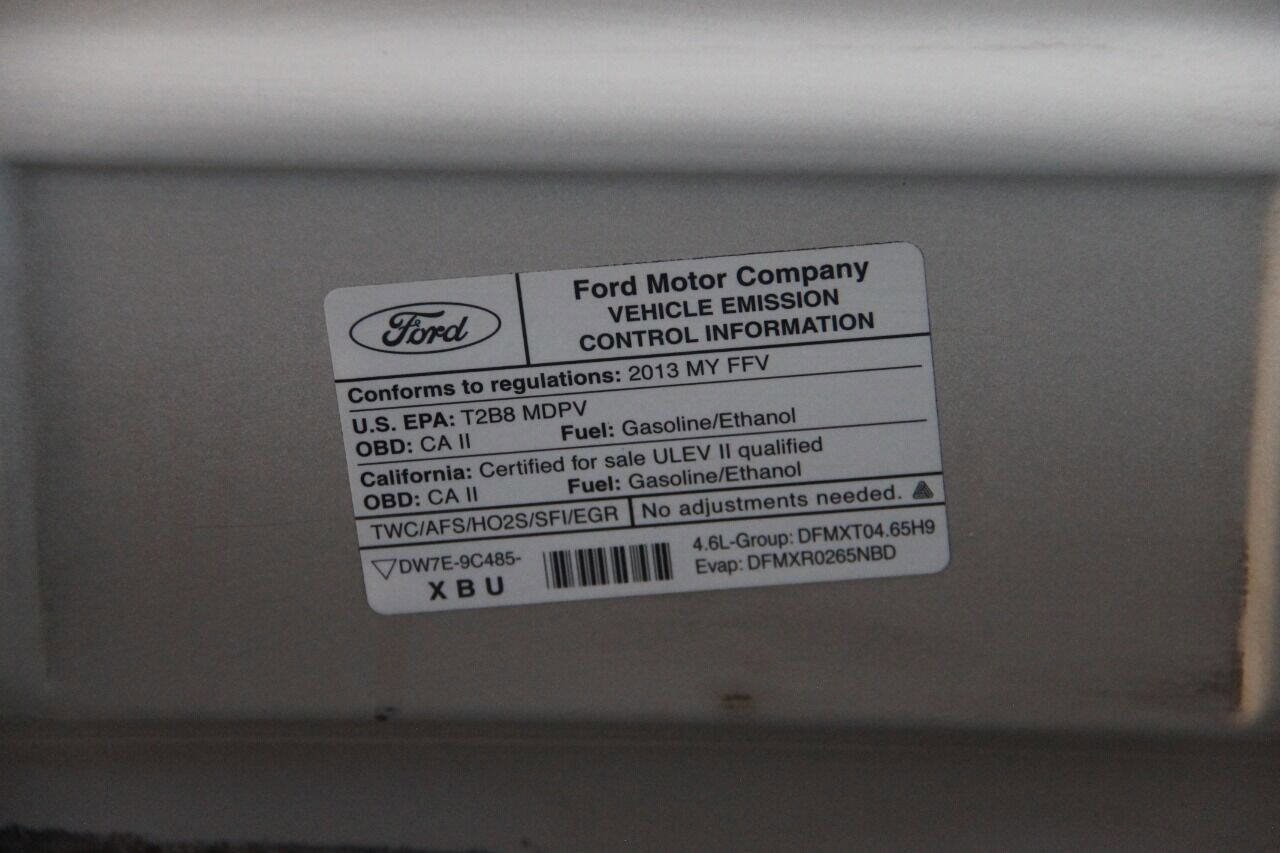 Ford
Ford Motor Company
VEHICLE EMISSION
CONTROL INFORMATION
Conforms to regulations: 2013 MY FFV
U.S. EPA: T2B8 MDPV
OBD: CA II Fuel: Gasoline/Ethanol
California: Certified for sale ULEV II qualified
OBD: CA II Fuel: Gasoline/Ethanol
TWC/AFS/HO2S/SFI/EGR No adjustments needed.
DW7E-9C485-
XBU
4.6L-Group: DFMXT04.65H9
Evap: DFMXR0265NBD